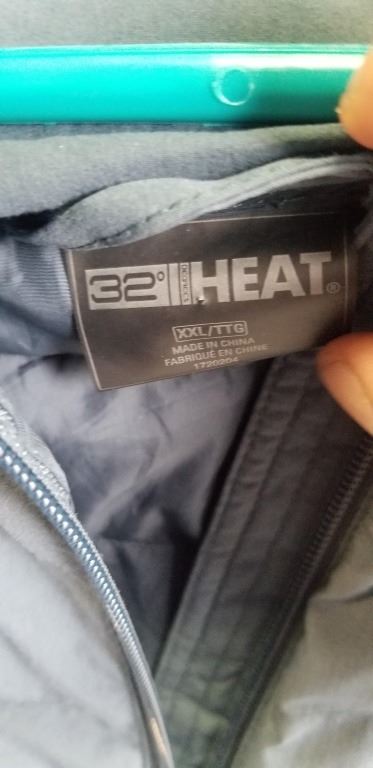 32° DEGREES HEAT®
XXL/TTG
MADE IN CHINA
FABRIQUÉ EN CHINE
1720204